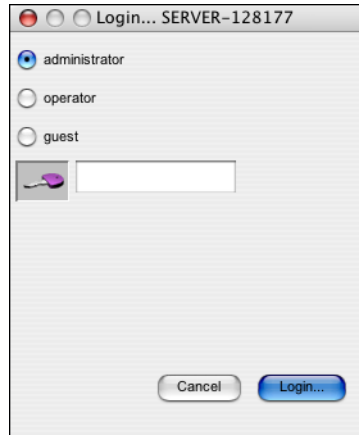 Login... SERVER-128177
administrator
operator
guest
Cancel
Login...